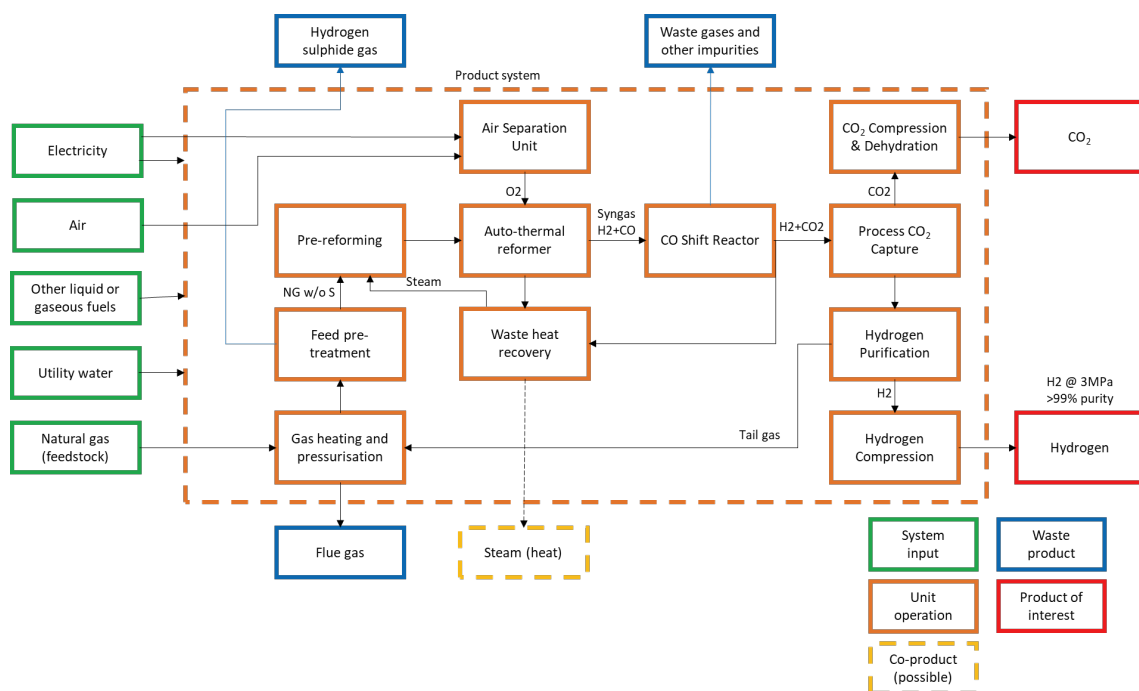 Hydrogen
sulphide gas
Waste gases and
other impurities
Product system
Electricity
Air Separation
Unit
CO₂ Compression
& Dehydration
CO₂
O2
CO2
Air
Pre-reforming
Auto-thermal
reformer
Syngas
H2+CO
CO Shift Reactor
H2+CO2
Process CO₂
Capture
Other liquid or
gaseous fuels
NG w/o S
Steam
Feed pre-
treatment
Waste heat
recovery
Hydrogen
Purification
Utility water
H2
H2 @ 3MPa
>99% purity
Natural gas
(feedstock)
Gas heating and
pressurisation
Tail gas
Hydrogen
Compression
Hydrogen
Flue gas
Steam (heat)
System
input
Waste
product
Unit
operation
Product of
interest
Co-product
(possible)